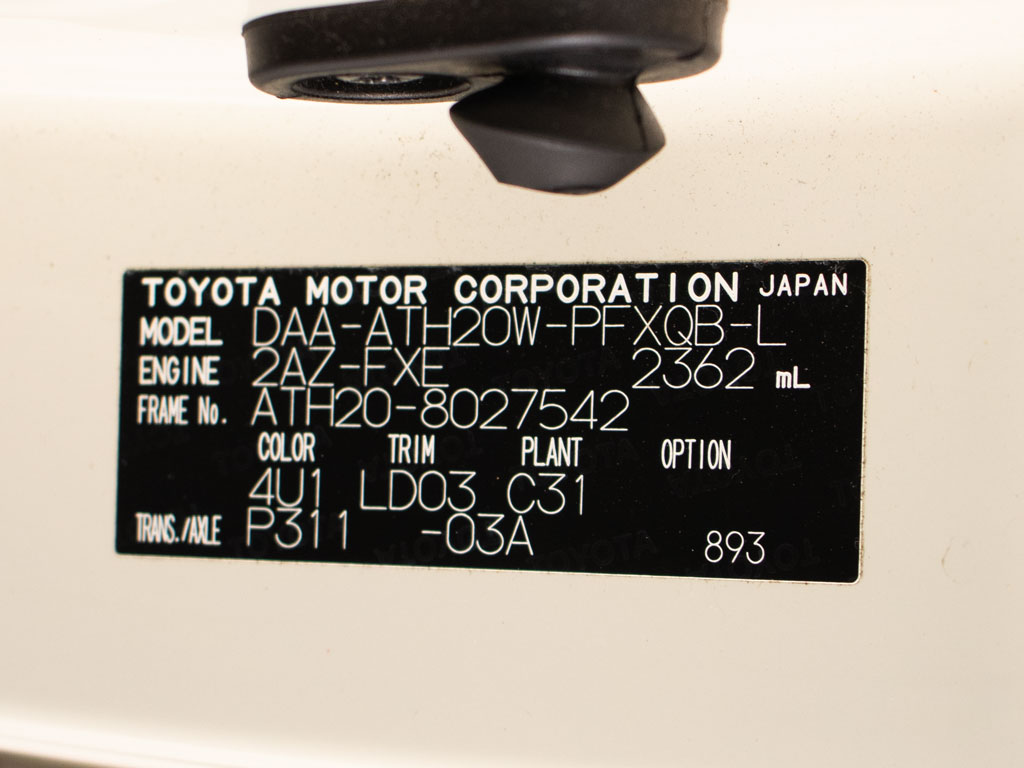 TOYOTA MOTOR CORPORATION JAPAN
MODEL DAA-ATH20W-PFXQB-L
ENGINE 2AZ-FXE 2362 mL
FRAME No. ATH20-8027542
COLOR TRIM PLANT OPTION
4U1 LD03 C31
TRANS./AXLE P311 -03A 893